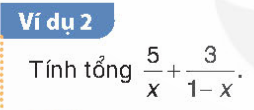 Ví dụ 2
Tính tổng 5/x + 3/(1− x).